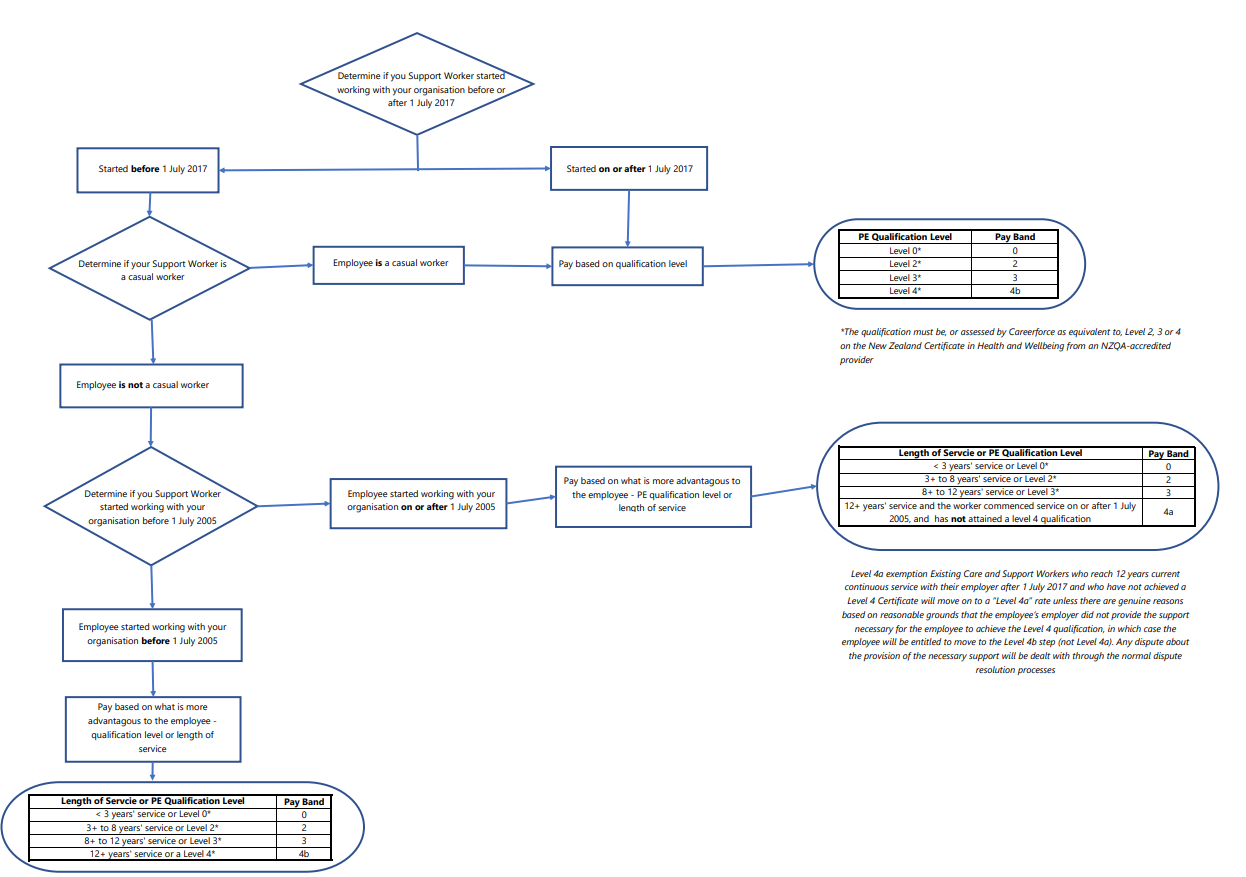 Determine if you Support Worker started
working with your organisation before or
after 1 July 2017
Started before 1 July 2017
Started on or after 1 July 2017
Determine if your Support Worker is
a casual worker
Employee is a casual worker
Pay based on qualification level
PE Qualification Level Pay Band
Level 0* 0
Level 2* 2
Level 3* 3
Level 4* 4b
*The qualification must be, or assessed by Careerforce as equivalent to, Level 2, 3 or 4
on the New Zealand Certificate in Health and Wellbeing from an NZQA-accredited
provider
Employee is not a casual worker
Determine if you Support Worker
started working with your
organisation before 1 July 2005
Employee started working with your
organisation on or after 1 July 2005
Pay based on what is more advantagous to
the employee - PE qualification level or
length of service
Length of Servcie or PE Qualification Level Pay Band
< 3 years' service or Level 0* 0
3+ to 8 years' service or Level 2* 2
8+ to 12 years' service or Level 3* 3
12+ years' service and the worker commenced service on or after 1 July
2005, and has not attained a level 4 qualification 4a
Level 4a exemption Existing Care and Support Workers who reach 12 years current
continuous service with their employer after 1 July 2017 and who have not achieved a
Level 4 Certificate will move on to a "Level 4a" rate unless there are genuine reasons
based on reasonable grounds that the employee's employer did not provide the support
necessary for the employee to achieve the Level 4 qualification, in which case the
employee will be entitled to move to the Level 4b step (not Level 4a). Any dispute about
the provision of the necessary support will be dealt with through the normal dispute
resolution processes
Employee started working with your
organisation before 1 July 2005
Pay based on what is more
advantagous to the employee -
qualification level or length of
service
Length of Servcie or PE Qualification Level Pay Band
< 3 years' service or Level 0* 0
3+ to 8 years' service or Level 2* 2
8+ to 12 years' service or Level 3* 3
12+ years' service or a Level 4* 4b